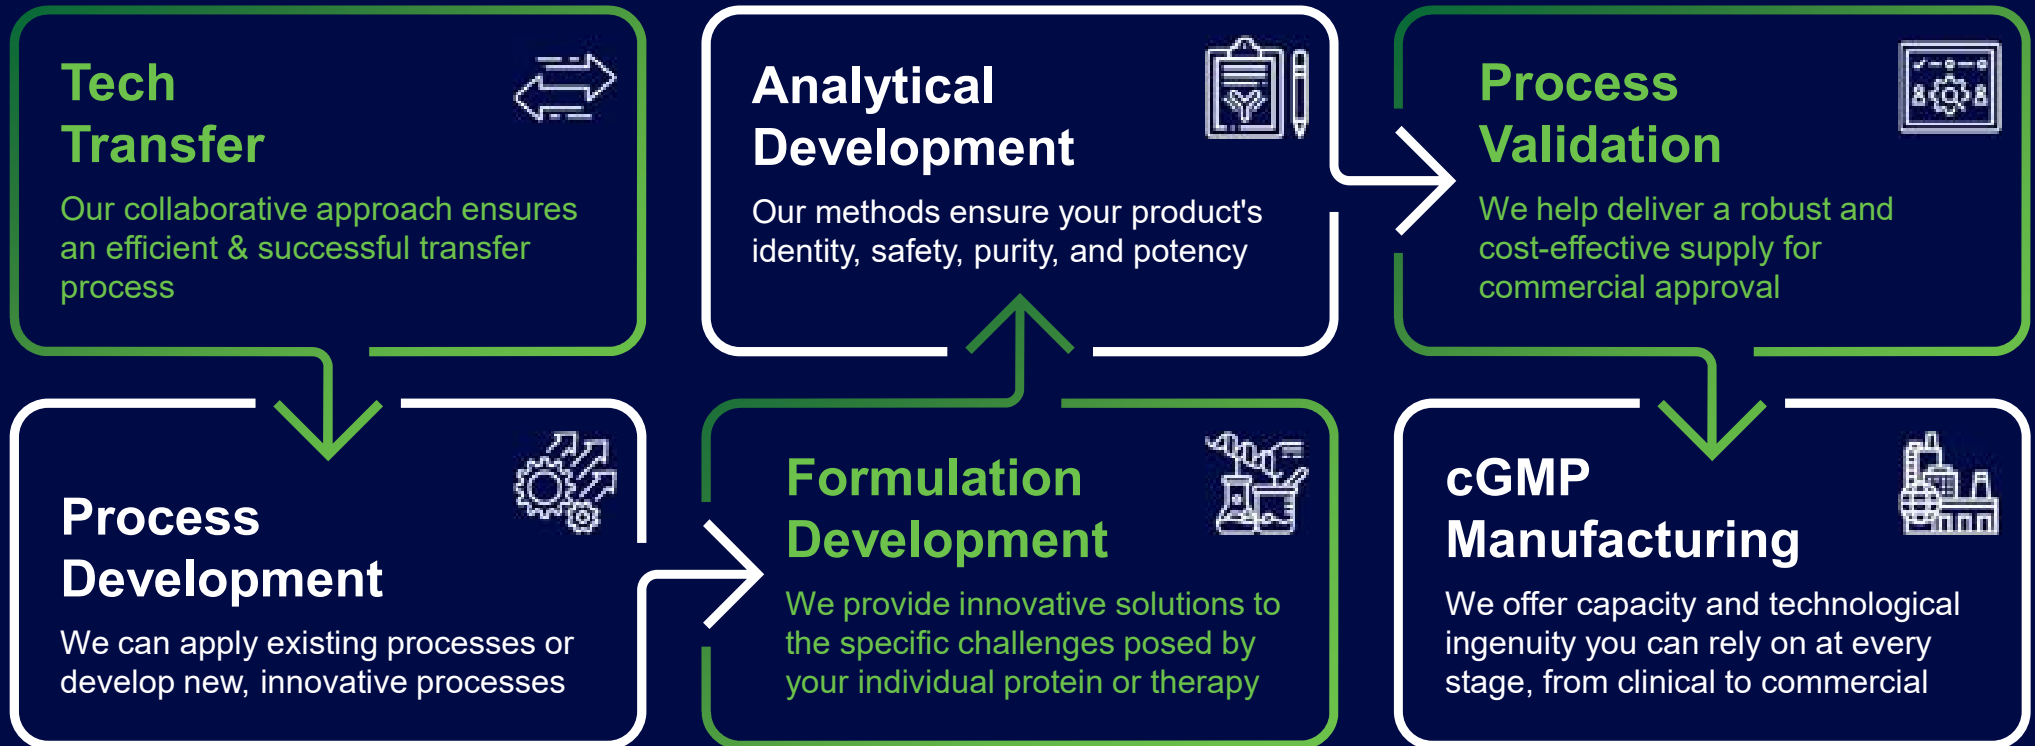 Tech
Transfer
Our collaborative approach ensures
an efficient & successful transfer
process
Process
Development
We can apply existing processes or
develop new, innovative processes
Formulation
Development
We provide innovative solutions to
the specific challenges posed by
your individual protein or therapy
Analytical
Development
Our methods ensure your product's
identity, safety, purity, and potency
Process
Validation
We help deliver a robust and
cost-effective supply for
commercial approval
cGMP
Manufacturing
We offer capacity and technological
ingenuity you can rely on at every
stage, from clinical to commercial